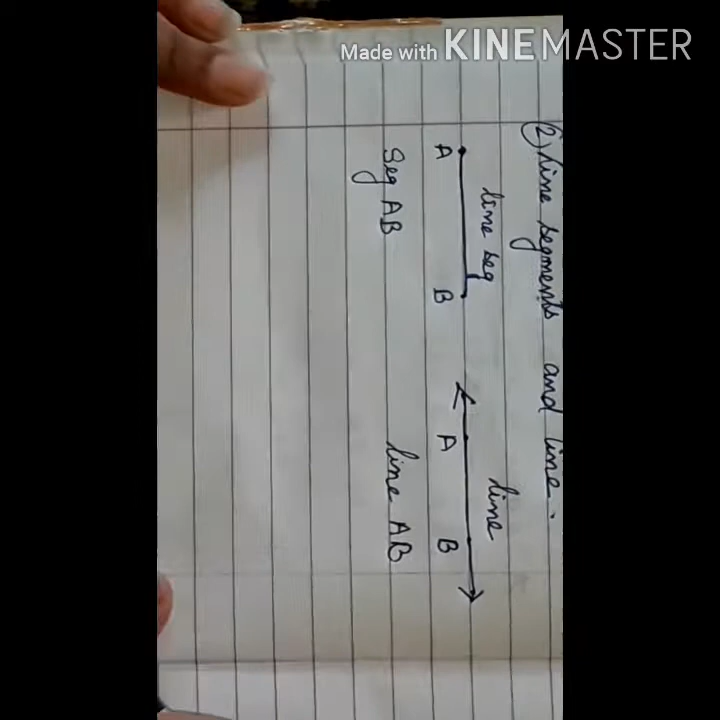 Made with KINEMASTER
(2) Line segments and line.
line seg line
A B A B
Seg AB line AB